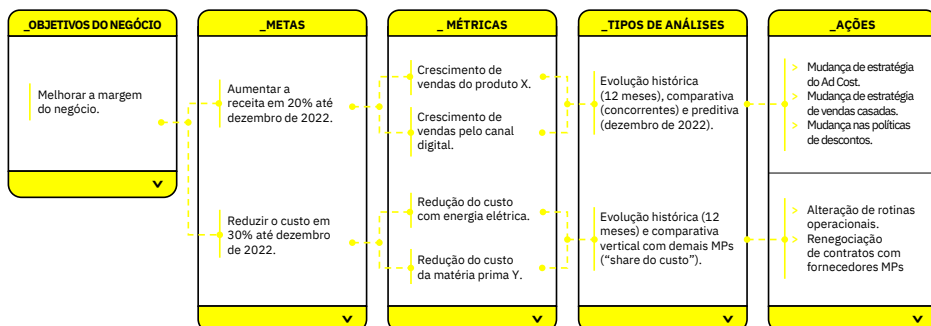 _OBJETIVOS DO NEGÓCIO
Melhorar a margem
do negócio.
_METAS
Aumentar a
receita em 20% até
dezembro de 2022.
Reduzir o custo em
30% até dezembro
de 2022.
_ MÉTRICAS
Crescimento de
vendas do produto X.
Crescimento de
vendas pelo canal
digital.
Redução do custo
com energia elétrica.
Redução do custo
da matéria prima Y.
_TIPOS DE ANÁLISES
Evolução histórica
(12 meses), comparativa
(concorrentes) e preditiva
(dezembro de 2022).
Evolução histórica (12
meses) e comparativa
vertical com demais MPs
(“share do custo”).
_AÇÕES
> Mudança de estratégia
do Ad Cost.
> Mudança de estratégia
de vendas casadas.
> Mudança nas políticas
de descontos.
> Alteração de rotinas
operacionais.
> Renegociação
de contratos com
fornecedores MPs